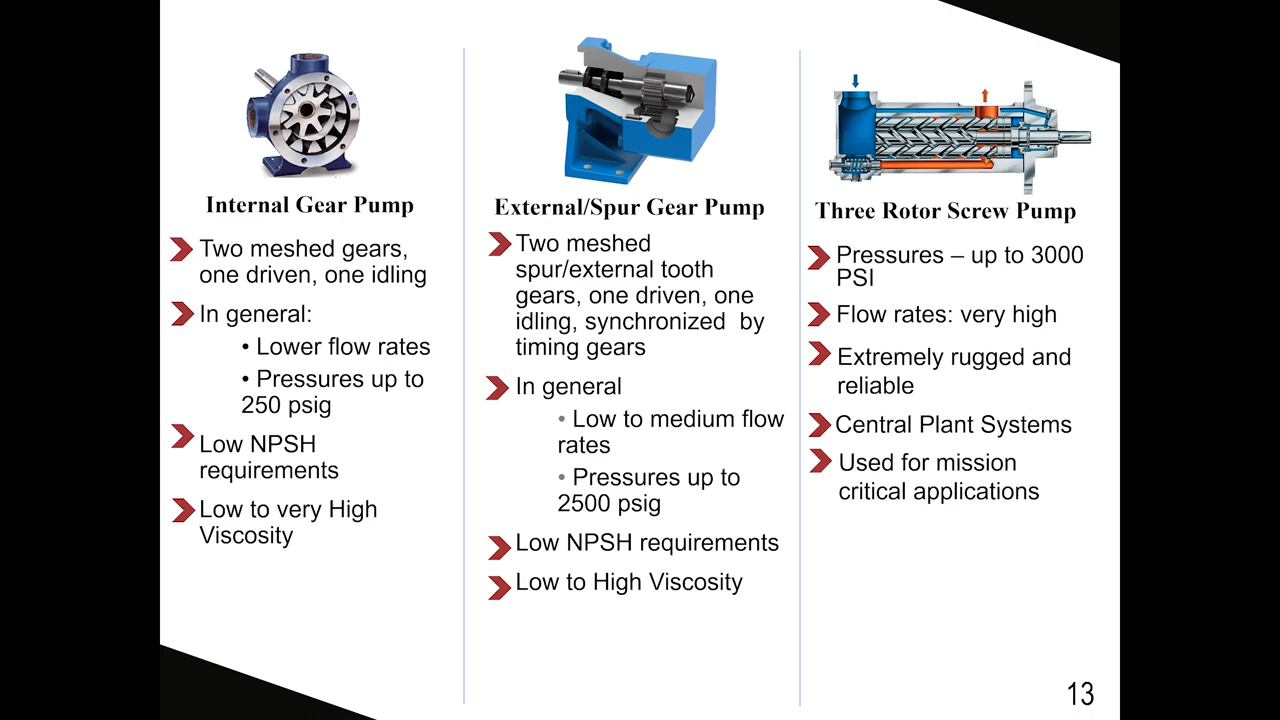 Internal Gear Pump
Two meshed gears,
one driven, one idling
In general:
• Lower flow rates
• Pressures up to
250 psig
Low NPSH
requirements
Low to very High
Viscosity
External/Spur Gear Pump
Two meshed
spur/external tooth
gears, one driven, one
idling, synchronized by
timing gears
In general
• Low to medium flow
rates
• Pressures up to
2500 psig
Low NPSH requirements
Low to High Viscosity
Three Rotor Screw Pump
Pressures – up to 3000
PSI
Flow rates: very high
Extremely rugged and
reliable
Central Plant Systems
Used for mission
critical applications
13